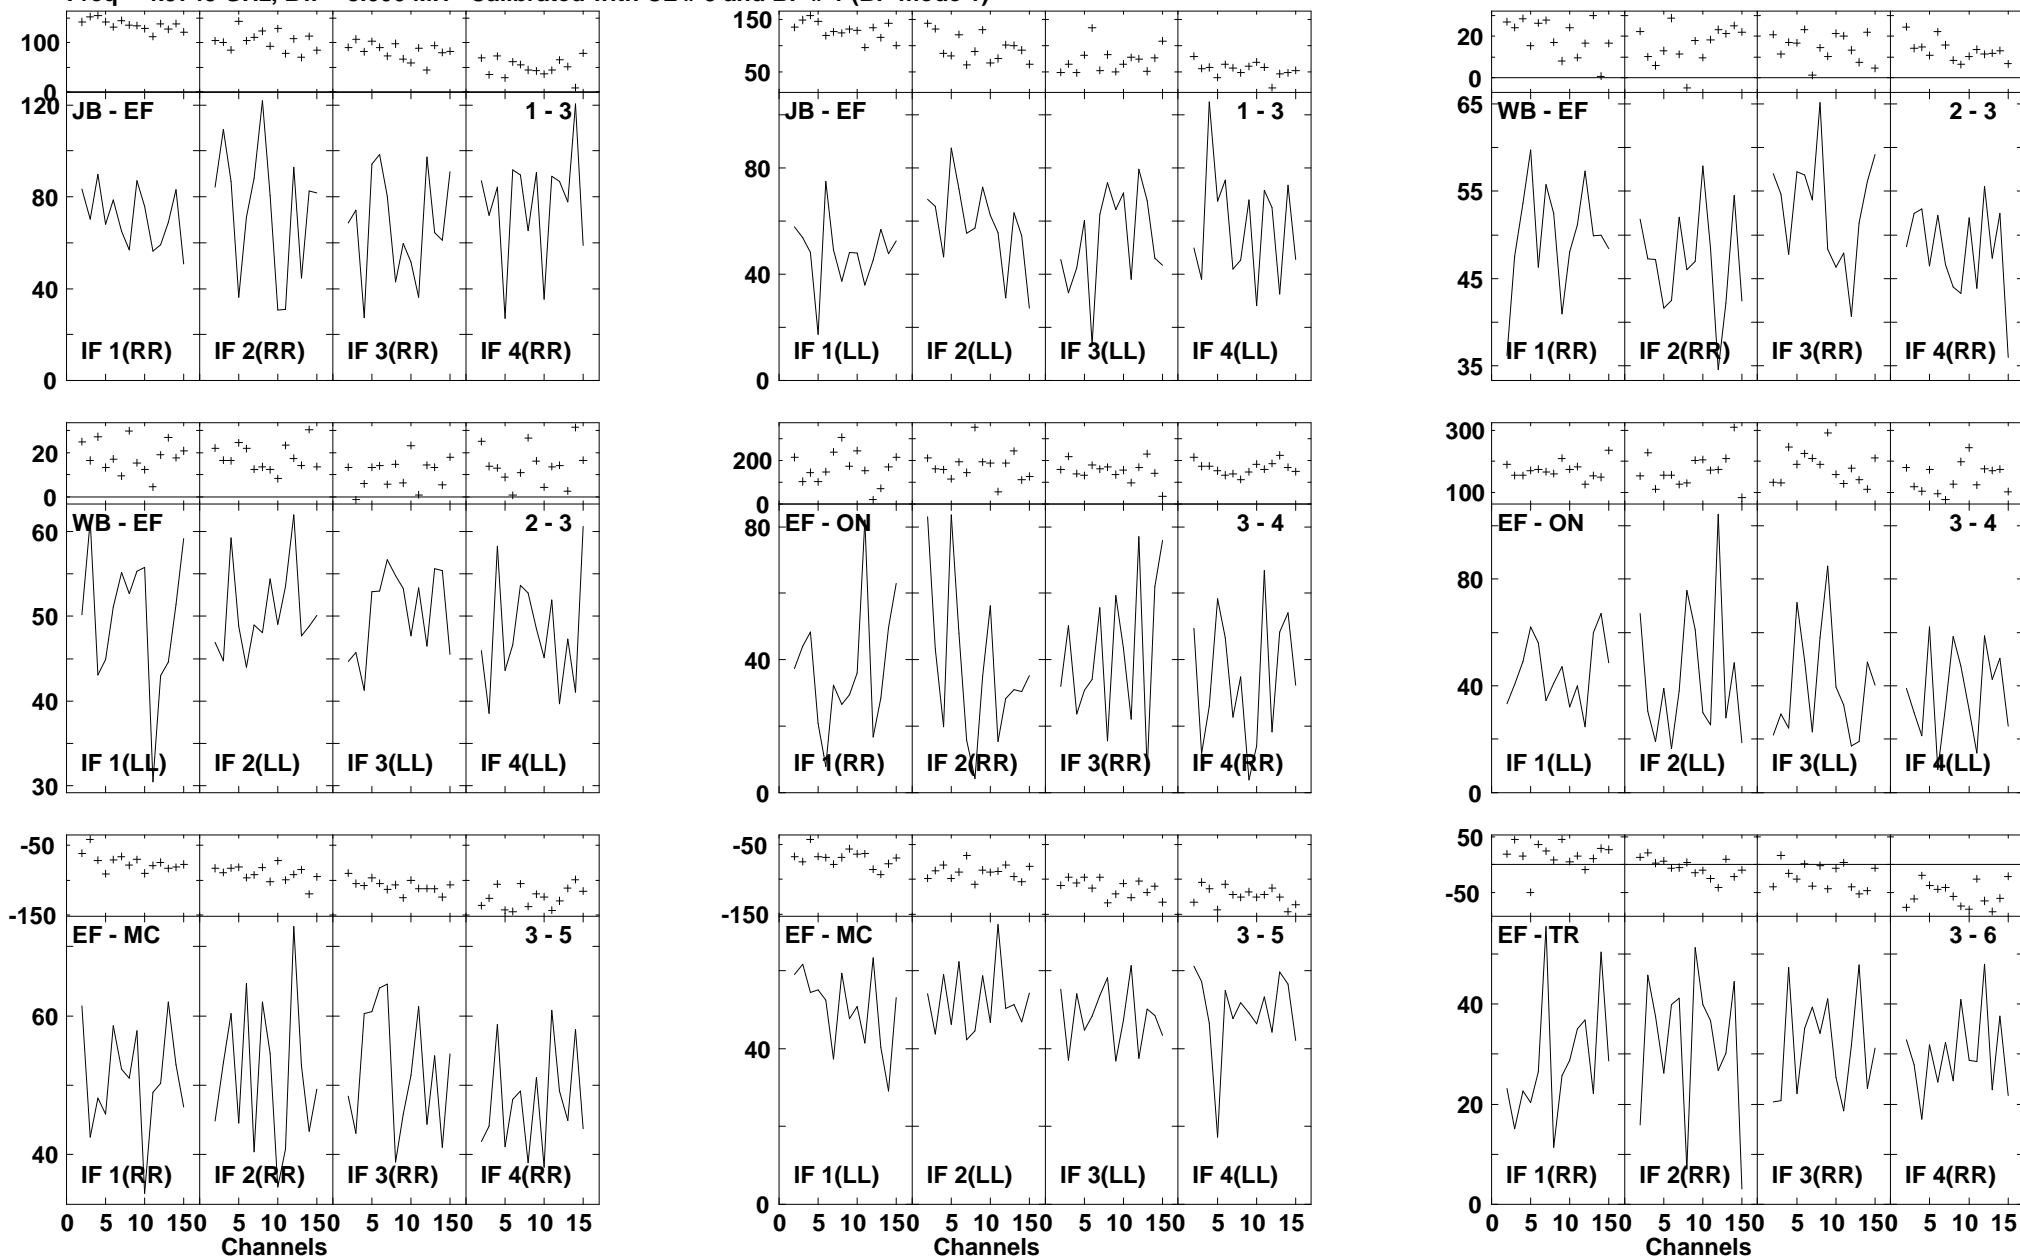 100
0
150
50
20
0
120
80
40
0
JB - EF
1 - 3
IF 1(RR)
IF 2(RR)
IF 3(RR)
IF 4(RR)
80
40
0
JB - EF
1 - 3
IF 1(LL)
IF 2(LL)
IF 3(LL)
IF 4(LL)
65
55
45
35
WB - EF
2 - 3
IF 1(RR)
IF 2(RR)
IF 3(RR)
IF 4(RR)
20
0
200
0
300
100
60
50
40
30
WB - EF
2 - 3
IF 1(LL)
IF 2(LL)
IF 3(LL)
IF 4(LL)
80
40
0
EF - ON
3 - 4
IF 1(RR)
IF 2(RR)
IF 3(RR)
IF 4(RR)
80
40
0
EF - ON
3 - 4
IF 1(LL)
IF 2(LL)
IF 3(LL)
IF 4(LL)
-50
-150
-50
-150
50
-50
60
40
EF - MC
3 - 5
IF 1(RR)
IF 2(RR)
IF 3(RR)
IF 4(RR)
40
0
EF - MC
3 - 5
IF 1(LL)
IF 2(LL)
IF 3(LL)
IF 4(LL)
40
20
0
EF - TR
3 - 6
IF 1(RR)
IF 2(RR)
IF 3(RR)
IF 4(RR)
0 5 10 150 5 10 150 5 10 150 5 10 15
Channels
0 5 10 150 5 10 150 5 10 150 5 10 15
Channels
0 5 10 150 5 10 150 5 10 150 5 10 15
Channels